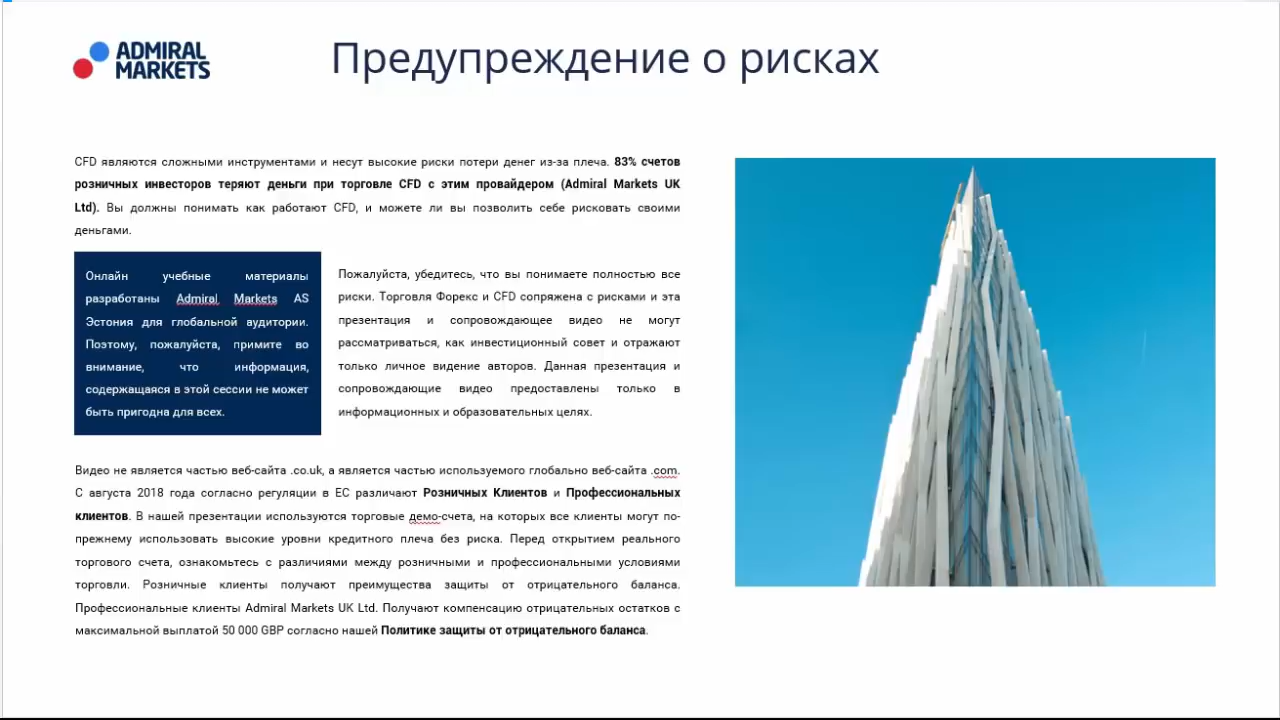 ADMIRAL
MARKETS
Предупреждение о рисках
CFD являются сложными инструментами и несут высокие риски потери денег из-за плеча. 83% счетов
розничных инвесторов теряют деньги при торговле CFD с этим провайдером (Admiral Markets UK
Ltd). Вы должны понимать как работают CFD, и можете ли вы позволить себе рисковать своими
деньгами.
Онлайн учебные материалы
разработаны Admiral Markets AS
Эстония для глобальной аудитории.
Поэтому, пожалуйста, примите во
внимание, что информация,
содержащаяся в этой сессии не может
быть пригодна для всех.
Пожалуйста, убедитесь, что вы понимаете полностью все
риски. Торговля Форекс и CFD сопряжена с рисками и эта
презентация и сопровождающее видео не могут
рассматриваться, как инвестиционный совет и отражают
только личное видение авторов. Данная презентация и
сопровождающие видео предоставлены только в
информационных и образовательных целях.
Видео не является частью веб-сайта .co.uk, а является частью используемого глобально веб-сайта .com.
С августа 2018 года согласно регуляции в ЕС различают Розничных Клиентов и Профессиональных
клиентов. В нашей презентации используются торговые демо-счета, на которых все клиенты могут по-
прежнему использовать высокие уровни кредитного плеча без риска. Перед открытием реального
торгового счета, ознакомьтесь с различиями между розничными и профессиональными условиями
торговли. Розничные клиенты получают преимущества защиты от отрицательного баланса.
Профессиональные клиенты Admiral Markets UK Ltd. Получают компенсацию отрицательных остатков с
максимальной выплатой 50 000 GBP согласно нашей Политике защиты от отрицательного баланса.